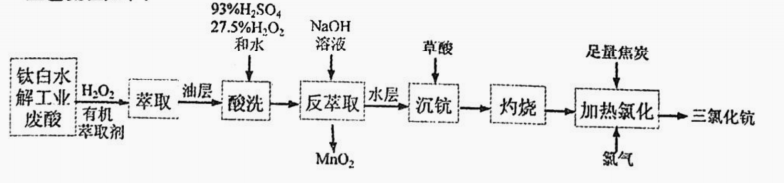 93%H₂SO₄
27.5%H₂O₂
和水
NaOH
溶液
草酸
足量焦炭
钛白水
解工业
废酸
H₂O₂
有机
萃取剂
萃取
油层
酸洗
反萃取
水层
沉钪
灼烧
加热氯化
三氯化钪
MnO₂
氯气